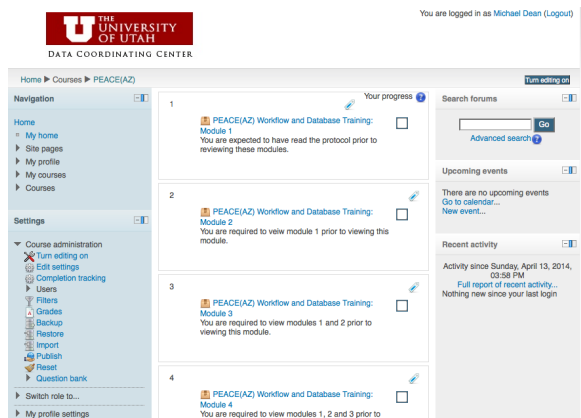 You are logged in as Michael Dean (Logout)
THE
UNIVERSITY
OF UTAH
DATA COORDINATING CENTER
Home ▶ Courses ▶ PEACE(AZ)
Turn editing on
Navigation
Home
My home
Site pages
My profile
My courses
Courses
Settings
Course administration
Turn editing on
Edit settings
Completion tracking
Users
Filters
Grades
Backup
Restore
Import
Publish
Reset
Question bank
Switch role to...
My profile settings
Your progress
1
PEACE(AZ) Workflow and Database Training:
Module 1
You are expected to have read the protocol prior to
reviewing these modules.
2
PEACE(AZ) Workflow and Database Training:
Module 2
You are required to veiw module 1 prior to viewing this
module.
3
PEACE(AZ) Workflow and Database Training:
Module 3
You are required to view modules 1 and 2 prior to
viewing this module.
4
PEACE(AZ) Workflow and Database Training:
Module 4
You are required to view modules 1, 2 and 3 prior to
Search forums
Go
Advanced search
Upcoming events
There are no upcoming events
Go to calendar...
New event...
Recent activity
Activity since Sunday, April 13, 2014,
03:58 PM
Full report of recent activity...
Nothing new since your last login